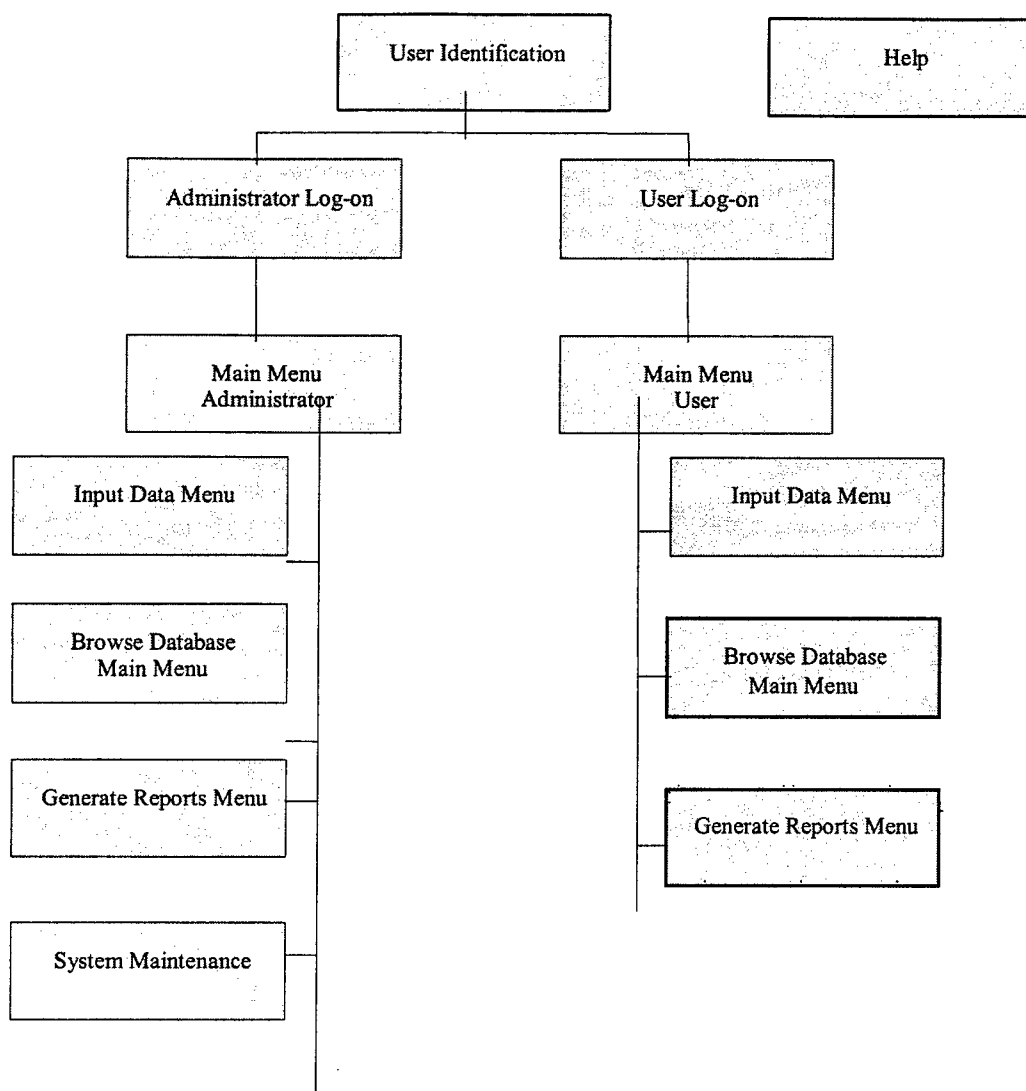 User Identification
Help
Administrator Log-on
User Log-on
Main Menu
Administrator
Main Menu
User
Input Data Menu
Input Data Menu
Browse Database
Main Menu
Browse Database
Main Menu
Generate Reports Menu
Generate Reports Menu
System Maintenance